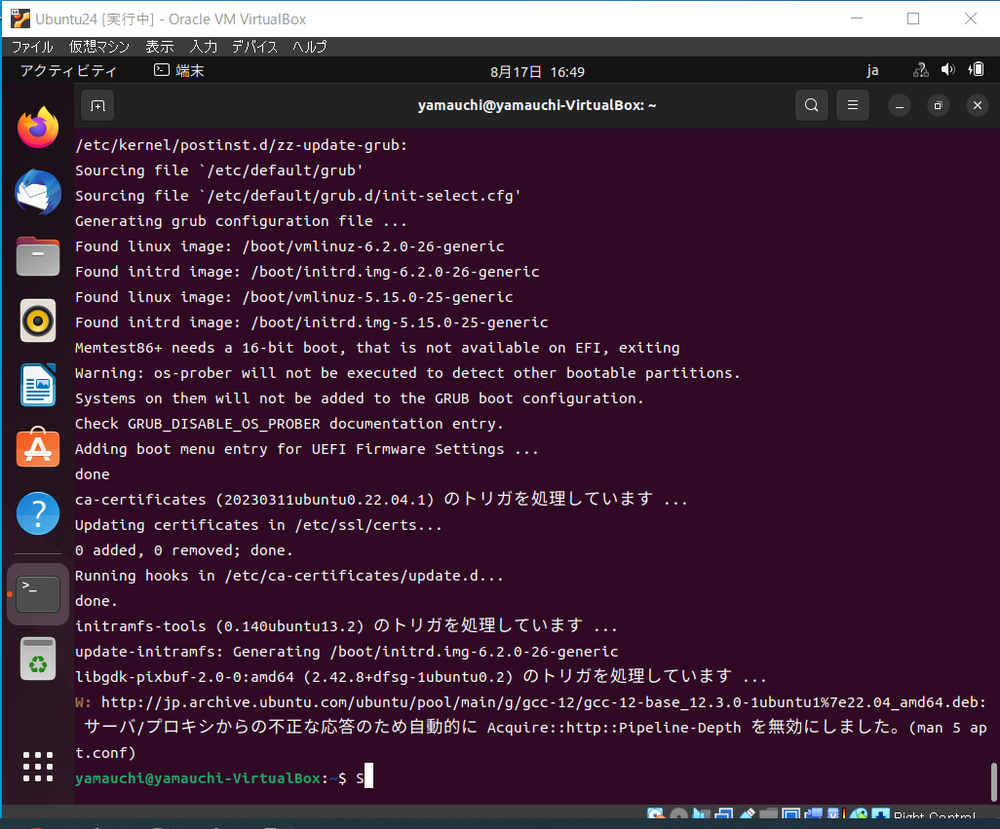 Ubuntu24 [実行中] - Oracle VM VirtualBox
ファイル 仮想マシン 表示 入力 デバイス ヘルプ
アクティビティ 端末 8月17日 16:49 ja
yamauchi@yamauchi-VirtualBox: ~
/etc/kernel/postinst.d/zz-update-grub:
Sourcing file `/etc/default/grub'
Sourcing file `/etc/default/grub.d/init-select.cfg'
Generating grub configuration file ...
Found linux image: /boot/vmlinuz-6.2.0-26-generic
Found initrd image: /boot/initrd.img-6.2.0-26-generic
Found linux image: /boot/vmlinuz-5.15.0-25-generic
Found initrd image: /boot/initrd.img-5.15.0-25-generic
Memtest86+ needs a 16-bit boot, that is not available on EFI, exiting
Warning: os-prober will not be executed to detect other bootable partitions.
Systems on them will not be added to the GRUB boot configuration.
Check GRUB_DISABLE_OS_PROBER documentation entry.
Adding boot menu entry for UEFI Firmware Settings ...
done
ca-certificates (20230311ubuntu0.22.04.1) のトリガを処理しています ...
Updating certificates in /etc/ssl/certs...
0 added, 0 removed; done.
Running hooks in /etc/ca-certificates/update.d...
done.
initramfs-tools (0.140ubuntu13.2) のトリガを処理しています ...
update-initramfs: Generating /boot/initrd.img-6.2.0-26-generic
libgdk-pixbuf-2.0-0:amd64 (2.42.8+dfsg-1ubuntu0.2) のトリガを処理しています ...
W: http://jp.archive.ubuntu.com/ubuntu/pool/main/g/gcc-12/gcc-12-base_12.3.0-1ubuntu1%7e22.04_amd64.deb:
サーバ/プロキシからの不正な応答のため自動的に Acquire::http::Pipeline-Depth を無効にしました。(man 5 ap
t.conf)
yamauchi@yamauchi-VirtualBox:~$ S
Right Control